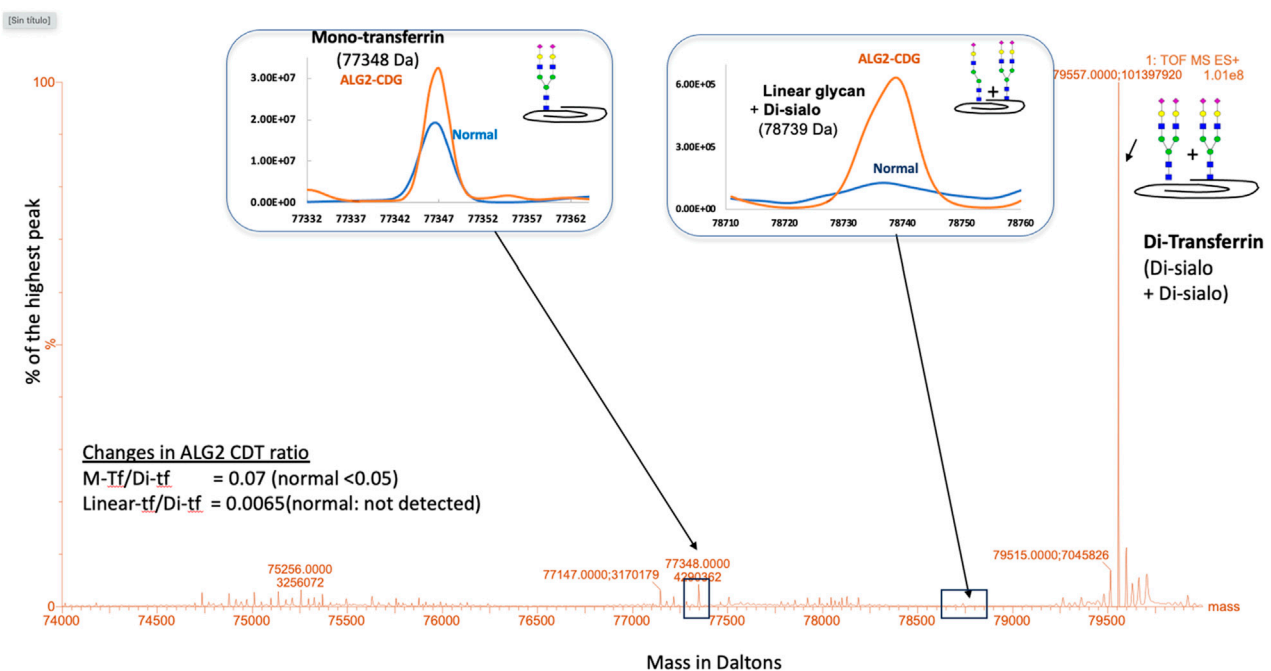 [Sin título]
Mono-transferrin
(77348 Da)
ALG2-CDG
3.00E+07
2.00E+07
1.00E+07
0.00E+00
Normal
77332 77337 77342 77347 77352 77357 77362
ALG2-CDG
6.00E+05
3.00E+05
0.00E+00
Linear glycan
+ Di-sialo
(78739 Da)
Normal
+
78710 78720 78730 78740 78750 78760
1: TOF MS ES+
79557.0000;101397920 1.01e8
+
Di-Transferrin
(Di-sialo
+ Di-sialo)
100
%
0
% of the highest peak
Changes in ALG2 CDT ratio
M-Tf/Di-tf = 0.07 (normal <0.05)
Linear-tf/Di-tf = 0.0065(normal: not detected)
75256.0000
3256072
77147.0000;3170179
77348.0000
4290362
79515.0000;7045826
mass
74000 74500 75000 75500 76000 76500 77000 77500 78000 78500 79000 79500
Mass in Daltons